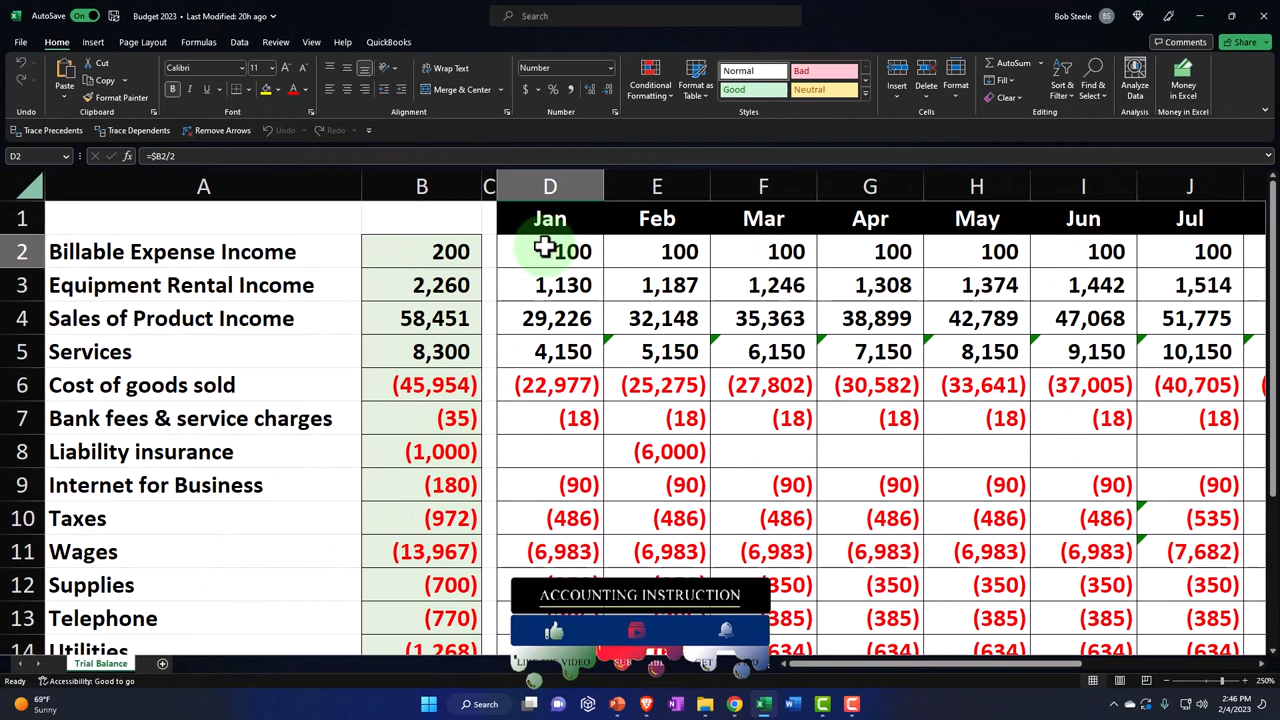 AutoSave On Budget 2023 • Last Modified: 20h ago Search Bob Steele BS
File Home Insert Page Layout Formulas Data Review View Help QuickBooks Comments Share
Cut Calibri 11 Wrap Text Number Normal Bad AutoSum
Copy Fill
Paste Conditional Formatting Format as Table Insert Delete Format Sort & Filter Find & Select Analyze Data Money in Excel
Format Painter B I U A Merge & Center $ % Good Neutral Clear
Undo Clipboard Font Alignment Number Styles Cells Editing Analysis Money in Excel
Trace Precedents Trace Dependents Remove Arrows Undo Redo
D2 fx =$B2/2
A B C D E F G H I J
1 Jan Feb Mar Apr May Jun Jul
2 Billable Expense Income 200 100 100 100 100 100 100 100
3 Equipment Rental Income 2,260 1,130 1,187 1,246 1,308 1,374 1,442 1,514
4 Sales of Product Income 58,451 29,226 32,148 35,363 38,899 42,789 47,068 51,775
5 Services 8,300 4,150 5,150 6,150 7,150 8,150 9,150 10,150
6 Cost of goods sold (45,954) (22,977) (25,275) (27,802) (30,582) (33,641) (37,005) (40,705)
7 Bank fees & service charges (35) (18) (18) (18) (18) (18) (18) (18)
8 Liability insurance (1,000) (6,000)
9 Internet for Business (180) (90) (90) (90) (90) (90) (90) (90)
10 Taxes (972) (486) (486) (486) (486) (486) (486) (535)
11 Wages (13,967) (6,983) (6,983) (6,983) (6,983) (6,983) (6,983) (7,682)
12 Supplies (700) (350) (350) (350) (350) (350)
ACCOUNTING INSTRUCTION
13 Telephone (770) (385) (385) (385) (385) (385)
14 Utilities (1,268) (634) (634) (634) (634) (634)
Trial Balance
Ready Accessibility: Good to go 250%
69°F
Sunny
Search
2:46 PM
2/4/2023